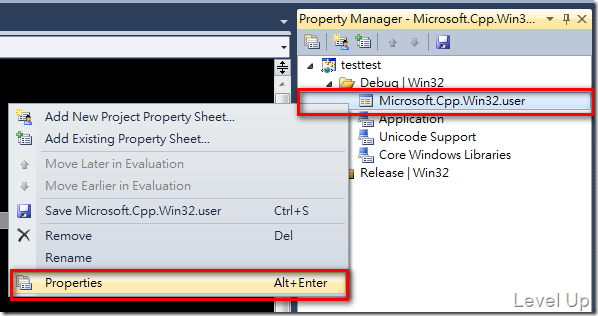 Property Manager - Microsoft.Cpp.Win3...
testtest
Debug | Win32
Microsoft.Cpp.Win32.user
Application
Unicode Support
Core Windows Libraries
Release | Win32
Add New Project Property Sheet...
Add Existing Property Sheet...
Move Later in Evaluation
Move Earlier in Evaluation
Save Microsoft.Cpp.Win32.user Ctrl+S
Remove Del
Rename
Properties Alt+Enter
Level Up